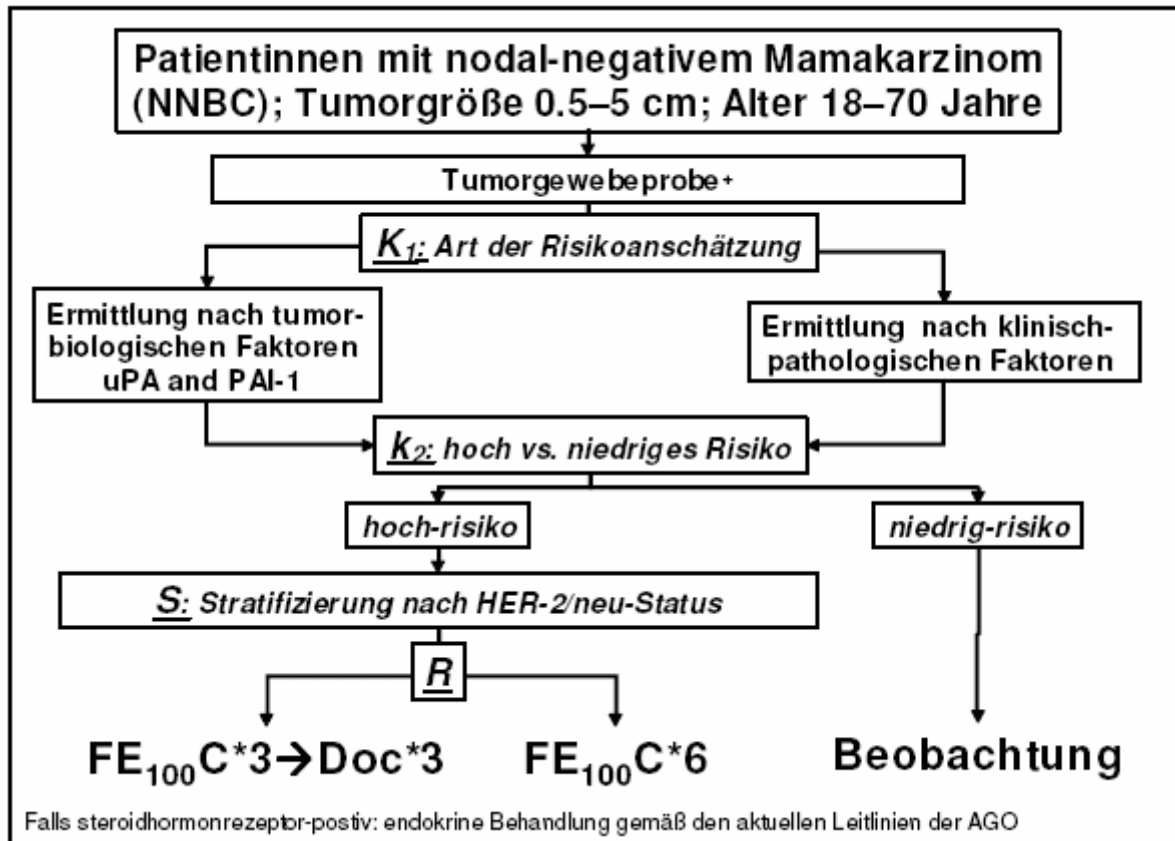 Patientinnen mit nodal-negativem Mamakarzinom
(NNBC); Tumorgröße 0.5–5 cm; Alter 18–70 Jahre
Tumorgewebeprobe+
K1: Art der Risikoanschätzung
Ermittlung nach tumor-
biologischen Faktoren
uPA and PAI-1
Ermittlung nach klinisch-
pathologischen Faktoren
k2: hoch vs. niedriges Risiko
hoch-risiko
niedrig-risiko
S: Stratifizierung nach HER-2/neu-Status
R
FE100C*3→Doc*3
FE100C*6
Beobachtung
Falls steroidhormonrezeptor-postiv: endokrine Behandlung gemäß den aktuellen Leitlinien der AGO